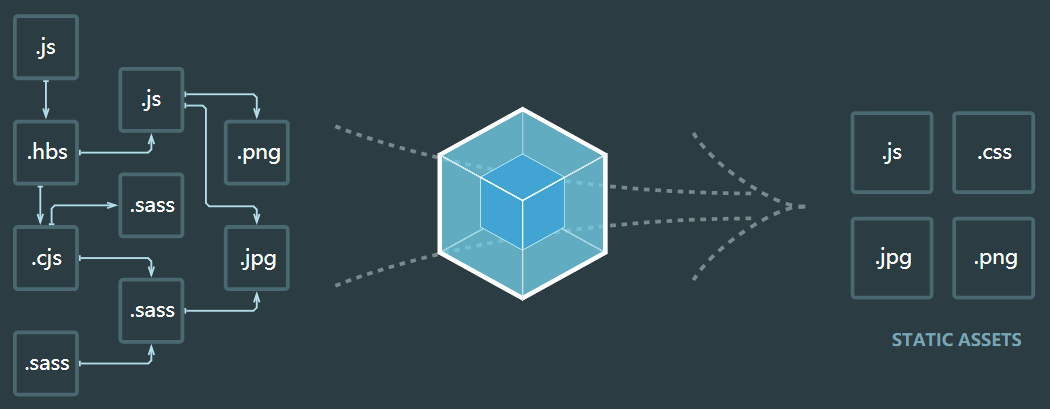 .js
.js
.hbs
.png
.sass
.cjs
.jpg
.sass
.sass
.js
.css
.jpg
.png
STATIC ASSETS